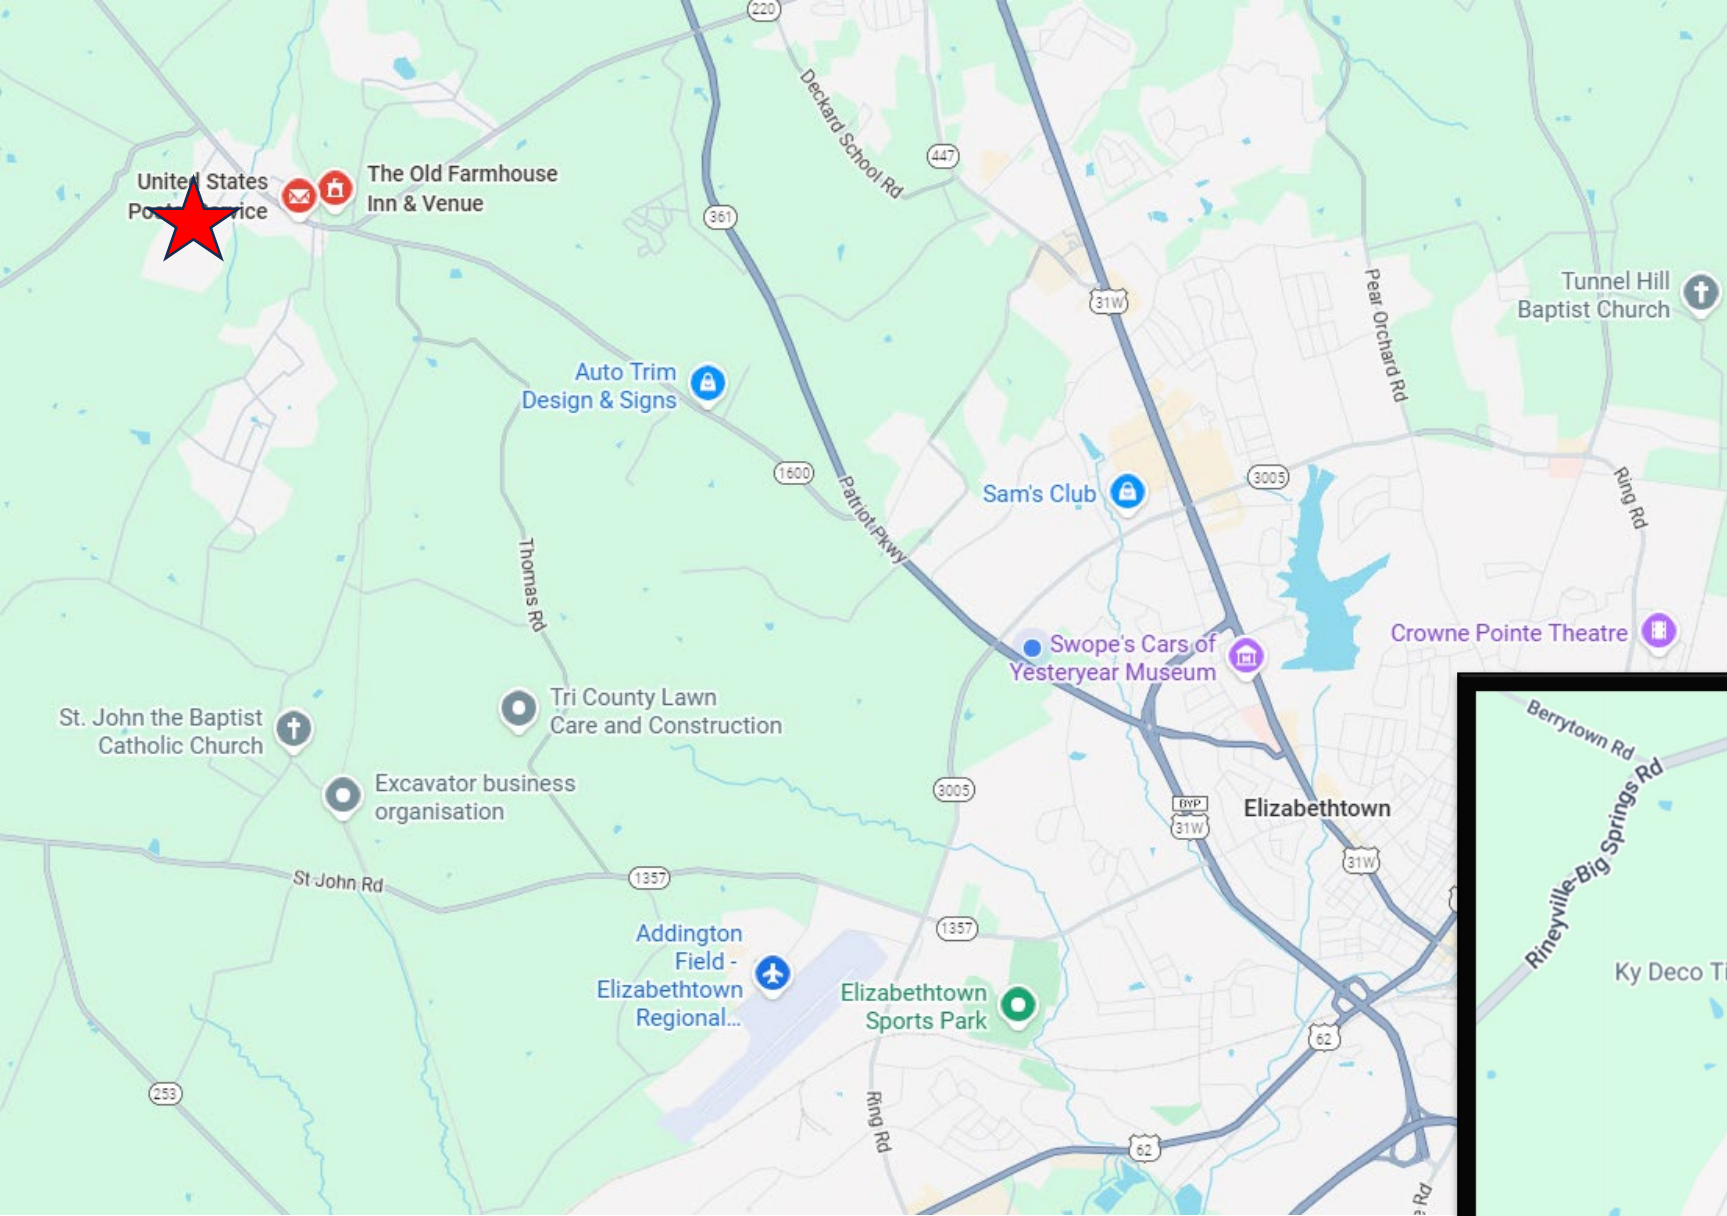 220
Deckard School Rd
447
United States
The Old Farmhouse
Inn & Venue
361
31W
Pear Orchard Rd
Tunnel Hill
Baptist Church
Auto Trim
Design & Signs
1600
Patriot Pkwy
Sam's Club
3005
Ring Rd
Thomas Rd
Swope's Cars of
Yesteryear Museum
Crowne Pointe Theatre
St. John the Baptist
Catholic Church
Tri County Lawn
Care and Construction
Excavator business
organisation
3005
BYP
31W
Elizabethtown
31W
St John Rd
1357
1357
Addington
Field -
Elizabethtown
Regional...
Elizabethtown
Sports Park
62
253
Ring Rd
62
Rd
Berrytown Rd
Rineyville-Big Springs Rd
Ky Deco